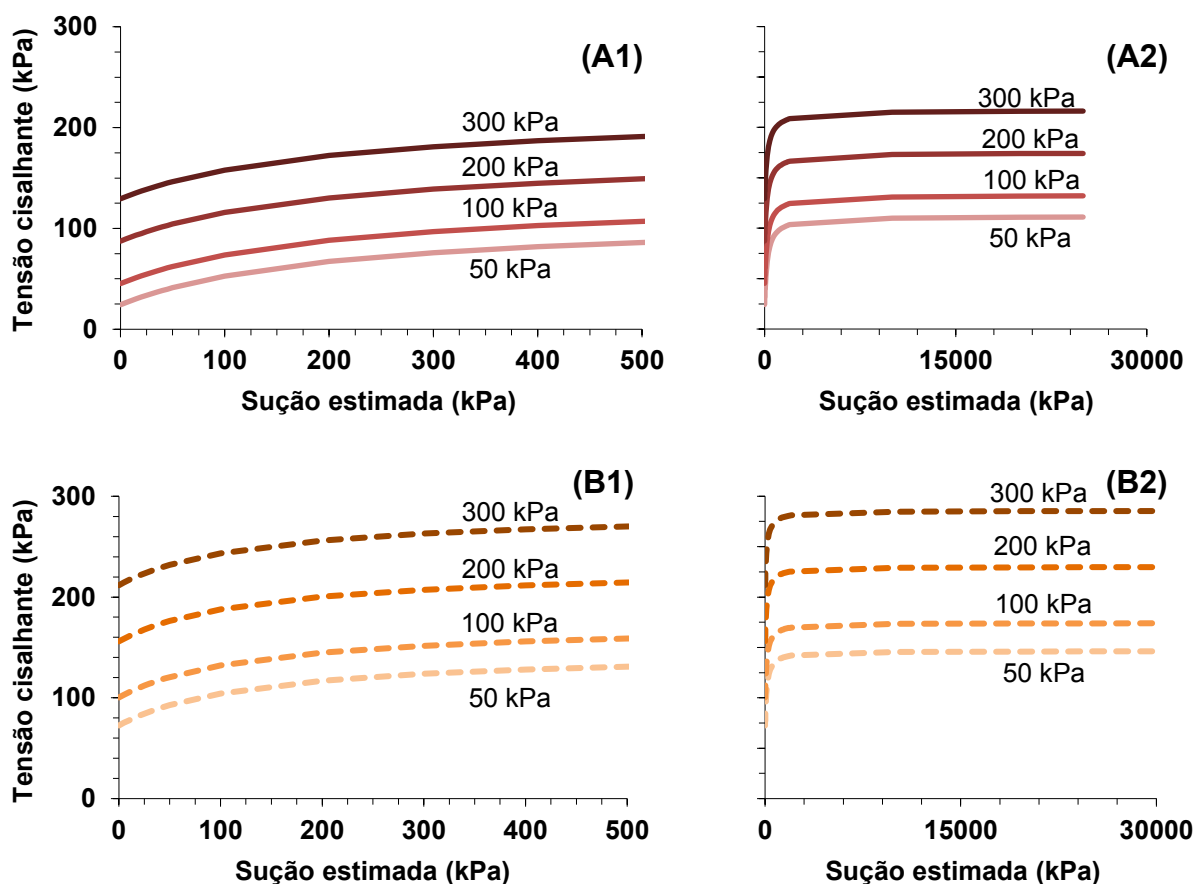 Tensão cisalhante (kPa)
300
200
100
0
(A1)
300 kPa
200 kPa
100 kPa
50 kPa
0 100 200 300 400 500
Sução estimada (kPa)
(A2)
300 kPa
200 kPa
100 kPa
50 kPa
0 15000 30000
Sução estimada (kPa)
Tensão cisalhante (kPa)
300
200
100
0
(B1)
300 kPa
200 kPa
100 kPa
50 kPa
0 100 200 300 400 500
Sução estimada (kPa)
(B2)
300 kPa
200 kPa
100 kPa
50 kPa
0 15000 30000
Sução estimada (kPa)